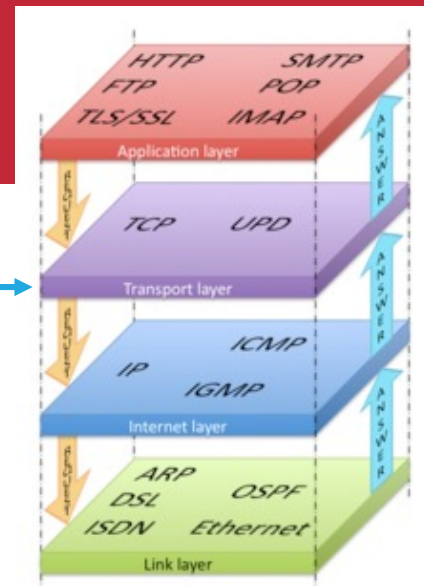 HTTP SMTP
FTP POP
TLS/SSL IMAP
Application layer
ANSWER
TCP UPD
Transport layer
ANSWER
ICMP
IP
IGMP
Internet layer
ANSWER
ARP
DSL OSPF
ISDN Ethernet
Link layer